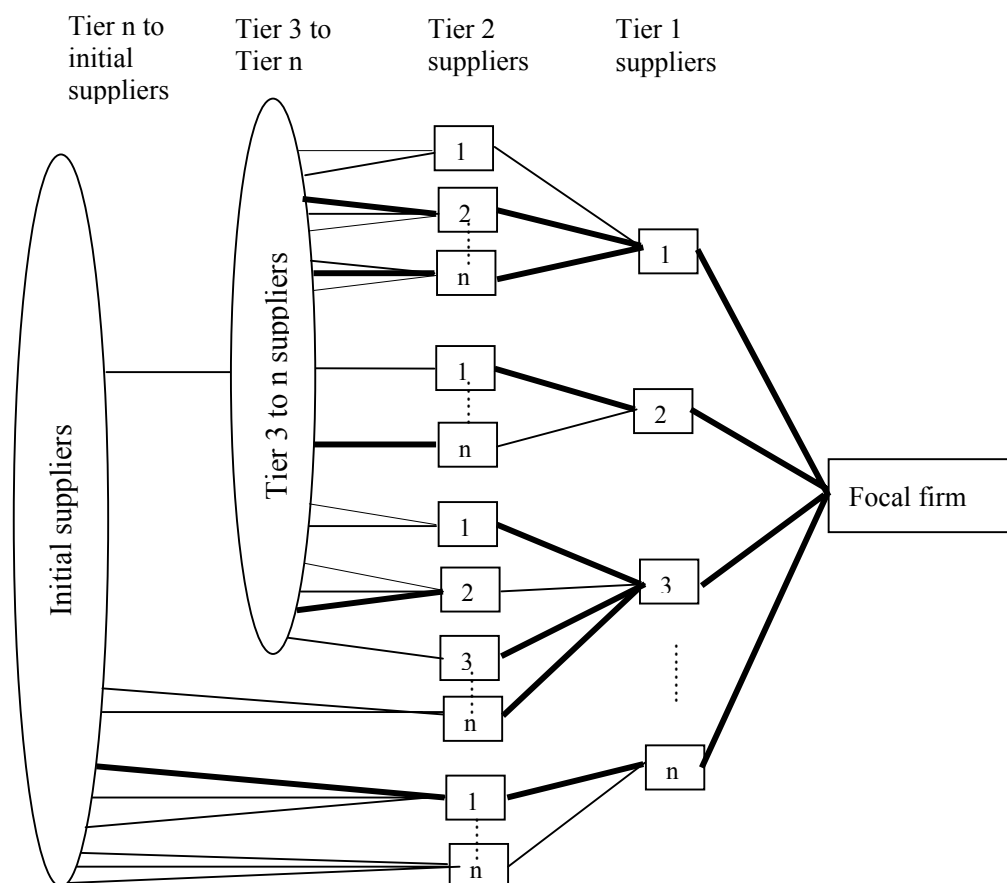 Tier n to
initial
suppliers
Tier 3 to
Tier n
Tier 2
suppliers
Tier 1
suppliers
1
2
n
1
1
n
2
1
2
3
n
3
1
n
n
Initial suppliers
Tier 3 to n suppliers
Focal firm